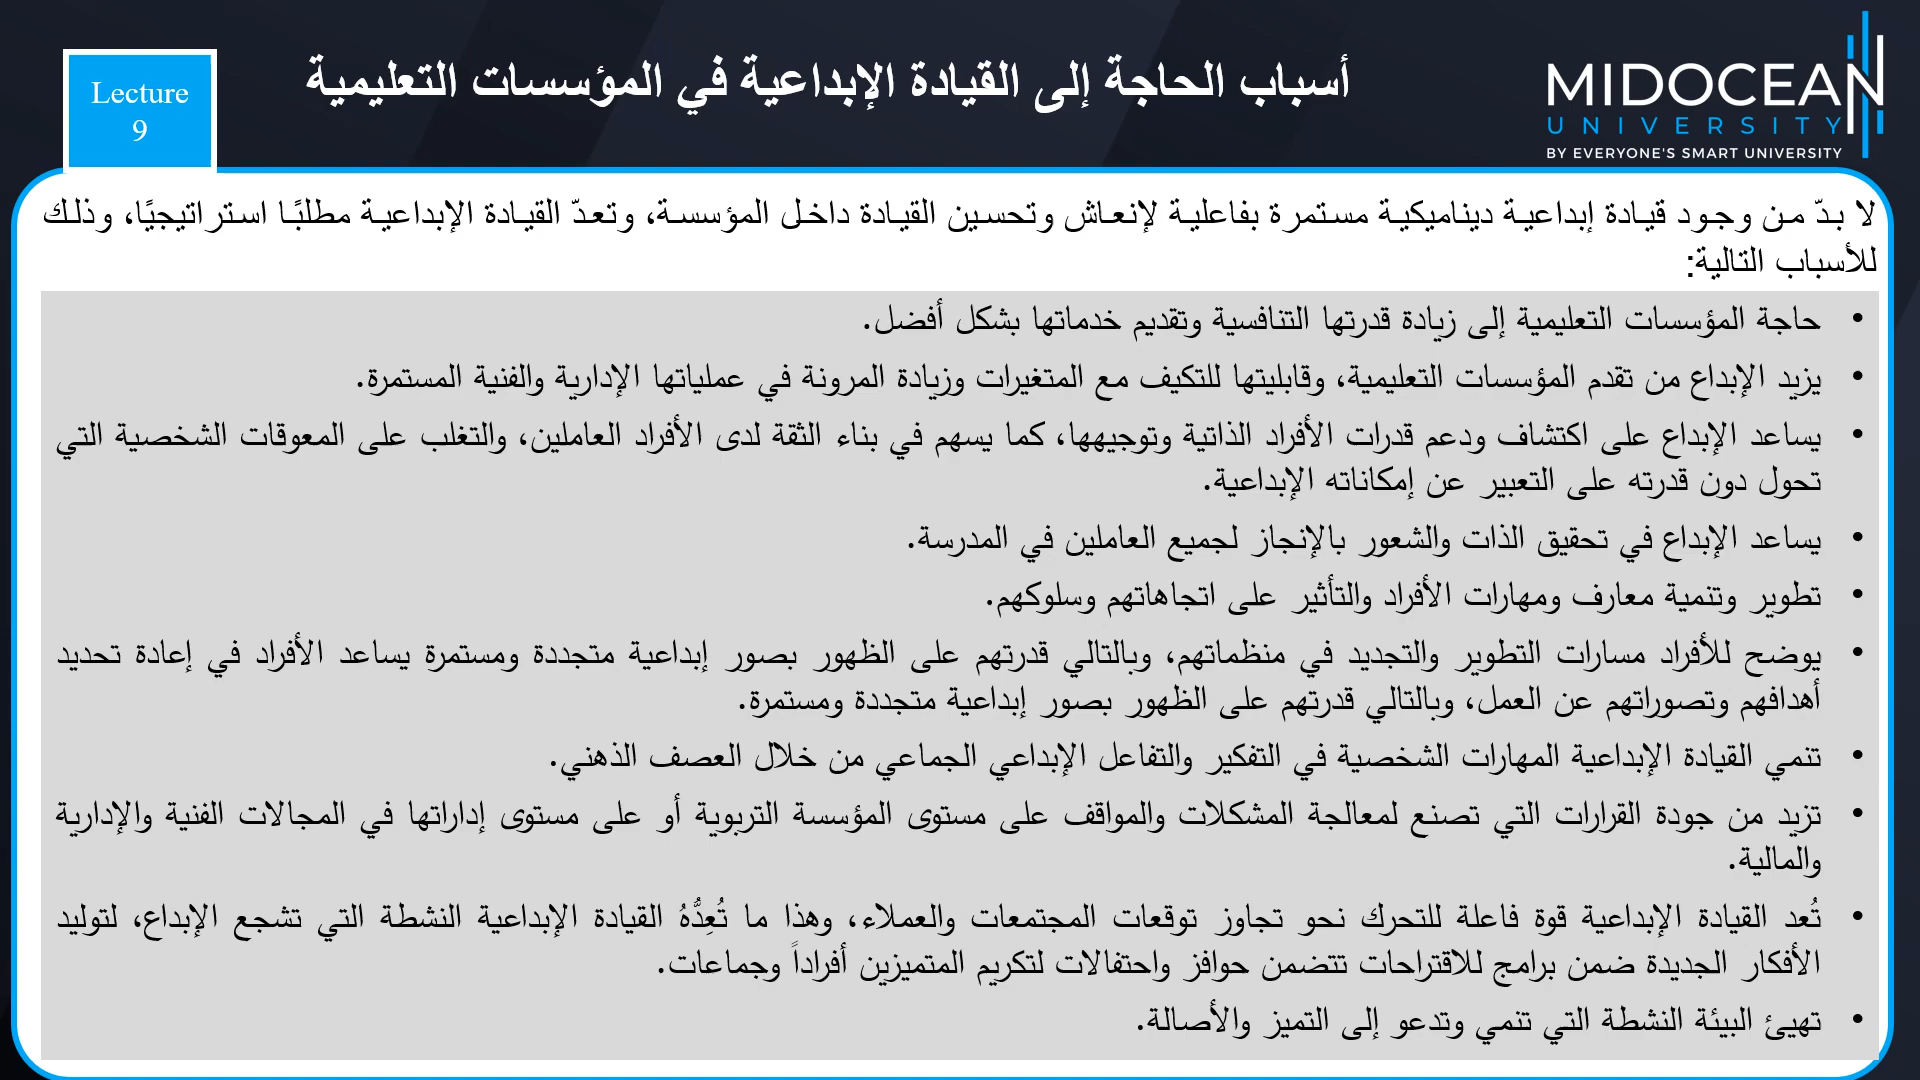 Lecture
9
أسباب الحاجة إلى القيادة الإبداعية في المؤسسات التعليمية
MIDOCEAN
UNIVERSITY
BY EVERYONE'S SMART UNIVERSITY
لا بدّ من وجود قيادة إبداعية ديناميكية مستمرة بفاعلية لإنعاش وتحسين القيادة داخل المؤسسة، وتعدّ القيادة الإبداعية مطلبًا استراتيجيًا، وذلك
للأسباب التالية:
• حاجة المؤسسات التعليمية إلى زيادة قدرتها التنافسية وتقديم خدماتها بشكل أفضل.
• يزيد الإبداع من تقدم المؤسسات التعليمية، وقابليتها للتكيف مع المتغيرات وزيادة المرونة في عملياتها الإدارية والفنية المستمرة.
• يساعد الإبداع على اكتشاف ودعم قدرات الأفراد الذاتية وتوجيهها، كما يسهم في بناء الثقة لدى الأفراد العاملين، والتغلب على المعوقات الشخصية التي
تحول دون قدرته على التعبير عن إمكاناته الإبداعية.
• يساعد الإبداع في تحقيق الذات والشعور بالإنجاز لجميع العاملين في المدرسة.
• تطوير وتنمية معارف ومهارات الأفراد والتأثير على اتجاهاتهم وسلوكهم.
• يوضح للأفراد مسارات التطوير والتجديد في منظماتهم، وبالتالي قدرتهم على الظهور بصور إبداعية متجددة ومستمرة يساعد الأفراد في إعادة تحديد
أهدافهم وتصوراتهم عن العمل، وبالتالي قدرتهم على الظهور بصور إبداعية متجددة ومستمرة.
• تنمي القيادة الإبداعية المهارات الشخصية في التفكير والتفاعل الإبداعي الجماعي من خلال العصف الذهني.
• تزيد من جودة القرارات التي تصنع لمعالجة المشكلات والمواقف على مستوى المؤسسة التربوية أو على مستوى إداراتها في المجالات الفنية والإدارية
والمالية.
• تُعد القيادة الإبداعية قوة فاعلة للتحرك نحو تجاوز توقعات المجتمعات والعملاء، وهذا ما تُعِدُّهُ القيادة الإبداعية النشطة التي تشجع الإبداع، لتوليد
الأفكار الجديدة ضمن برامج للاقتراحات تتضمن حوافز واحتفالات لتكريم المتميزين أفراداً وجماعات.
• تهيئ البيئة النشطة التي تنمي وتدعو إلى التميز والأصالة.